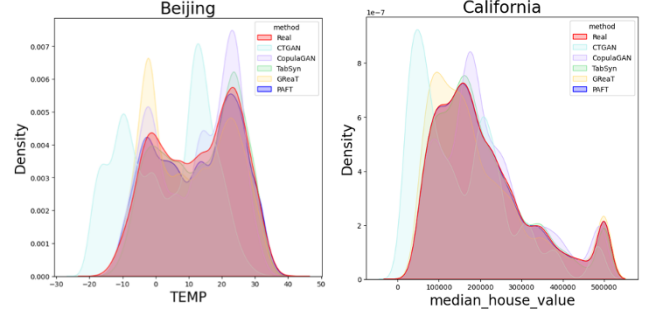 Beijing
method
Real
CTGAN
CopulaGAN
TabSyn
GReaT
PAFT
0.007
0.006
0.005
0.004
0.003
0.002
0.001
0.000
Density
−30 −20 −10 0 10 20 30 40 50
TEMP
California
1e−7
method
Real
CTGAN
CopulaGAN
TabSyn
GReaT
PAFT
8
6
4
2
0
Density
0 100000 200000 300000 400000 500000
median_house_value